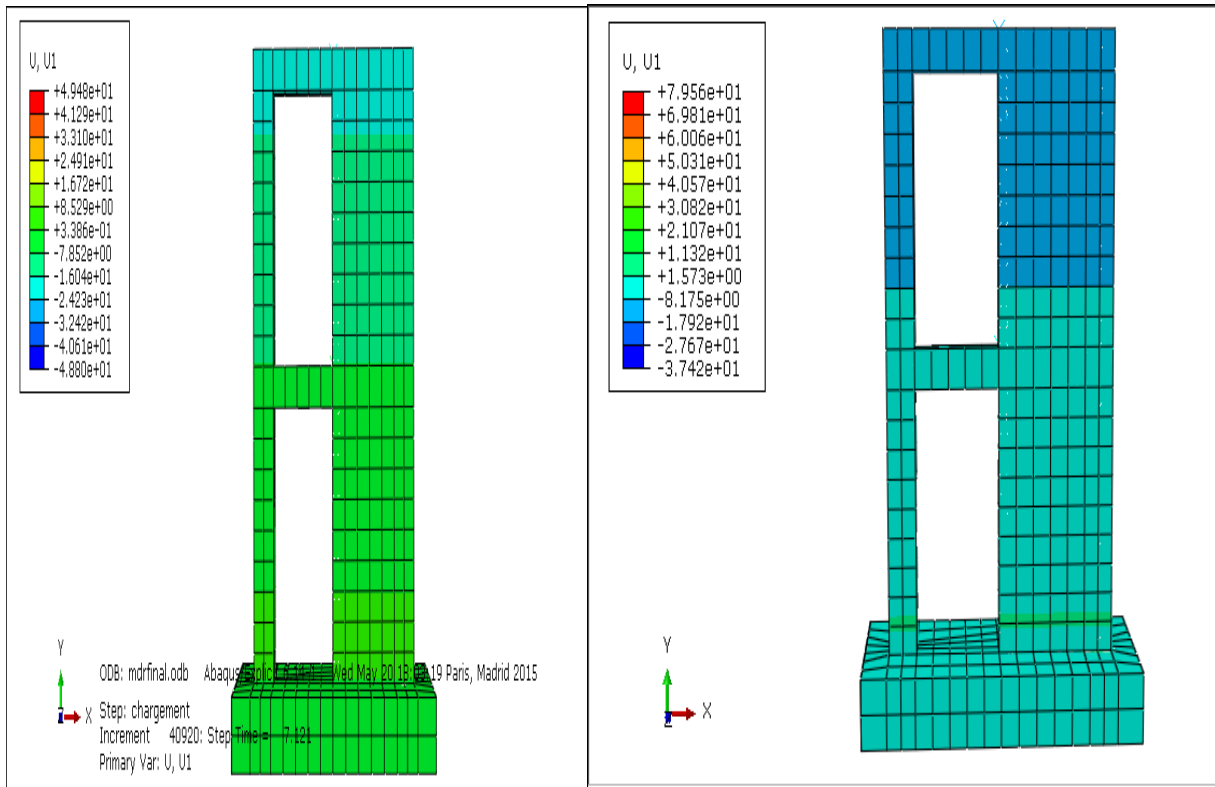 U, U1
+4.948e+01
+4.129e+01
+3.310e+01
+2.491e+01
+1.672e+01
+8.529e+00
+3.386e-01
-7.852e+00
-1.604e+01
-2.423e+01
-3.242e+01
-4.061e+01
-4.880e+01
Y
X
ODB: mdrfinal.odb Abaqus/Explicit Wed May 20 19 Paris, Madrid 2015
Step: chargement
Increment 40920: Step Time = 7.121
Primary Var: U, U1
U, U1
+7.956e+01
+6.981e+01
+6.006e+01
+5.031e+01
+4.057e+01
+3.082e+01
+2.107e+01
+1.132e+01
+1.573e+00
-8.175e+00
-1.792e+01
-2.767e+01
-3.742e+01
Y
X